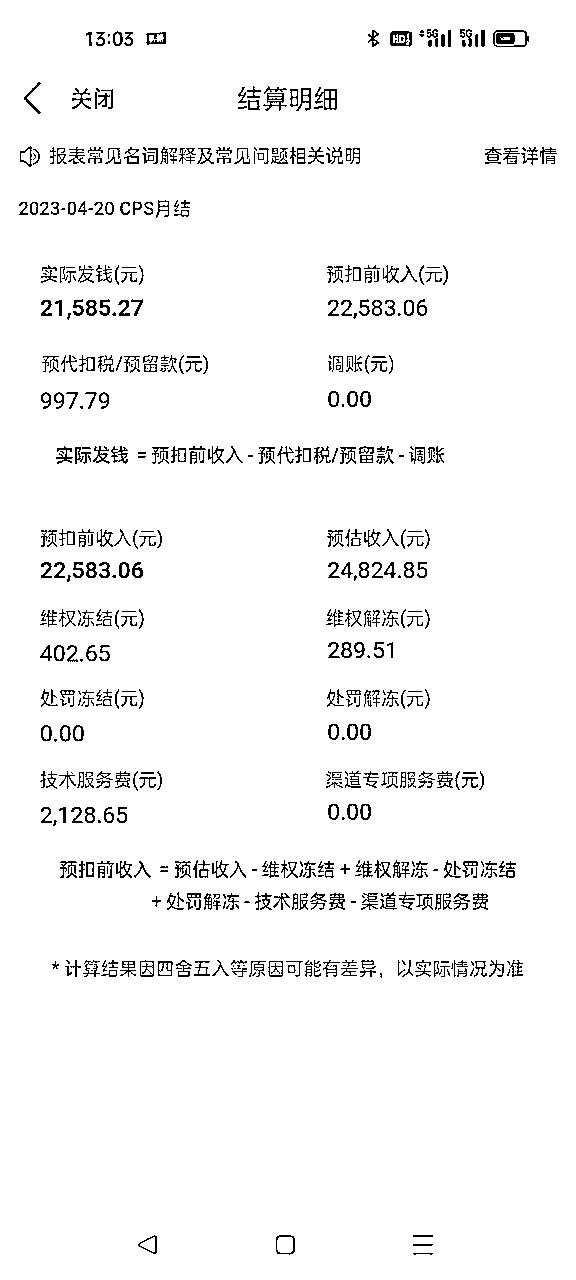 13:03
关闭 结算明细
报表常见名词解释及常见问题相关说明 查看详情
2023-04-20 CPS月结
实际发钱(元) 预扣前收入(元)
21,585.27 22,583.06
预代扣税/预留款(元) 调账(元)
997.79 0.00
实际发钱 = 预扣前收入 - 预代扣税/预留款 - 调账
预扣前收入(元) 预估收入(元)
22,583.06 24,824.85
维权冻结(元) 维权解冻(元)
402.65 289.51
处罚冻结(元) 处罚解冻(元)
0.00 0.00
技术服务费(元) 渠道专项服务费(元)
2,128.65 0.00
预扣前收入 = 预估收入 - 维权冻结 + 维权解冻 - 处罚冻结
+ 处罚解冻 - 技术服务费 - 渠道专项服务费
* 计算结果因四舍五入等原因可能有差异，以实际情况为准